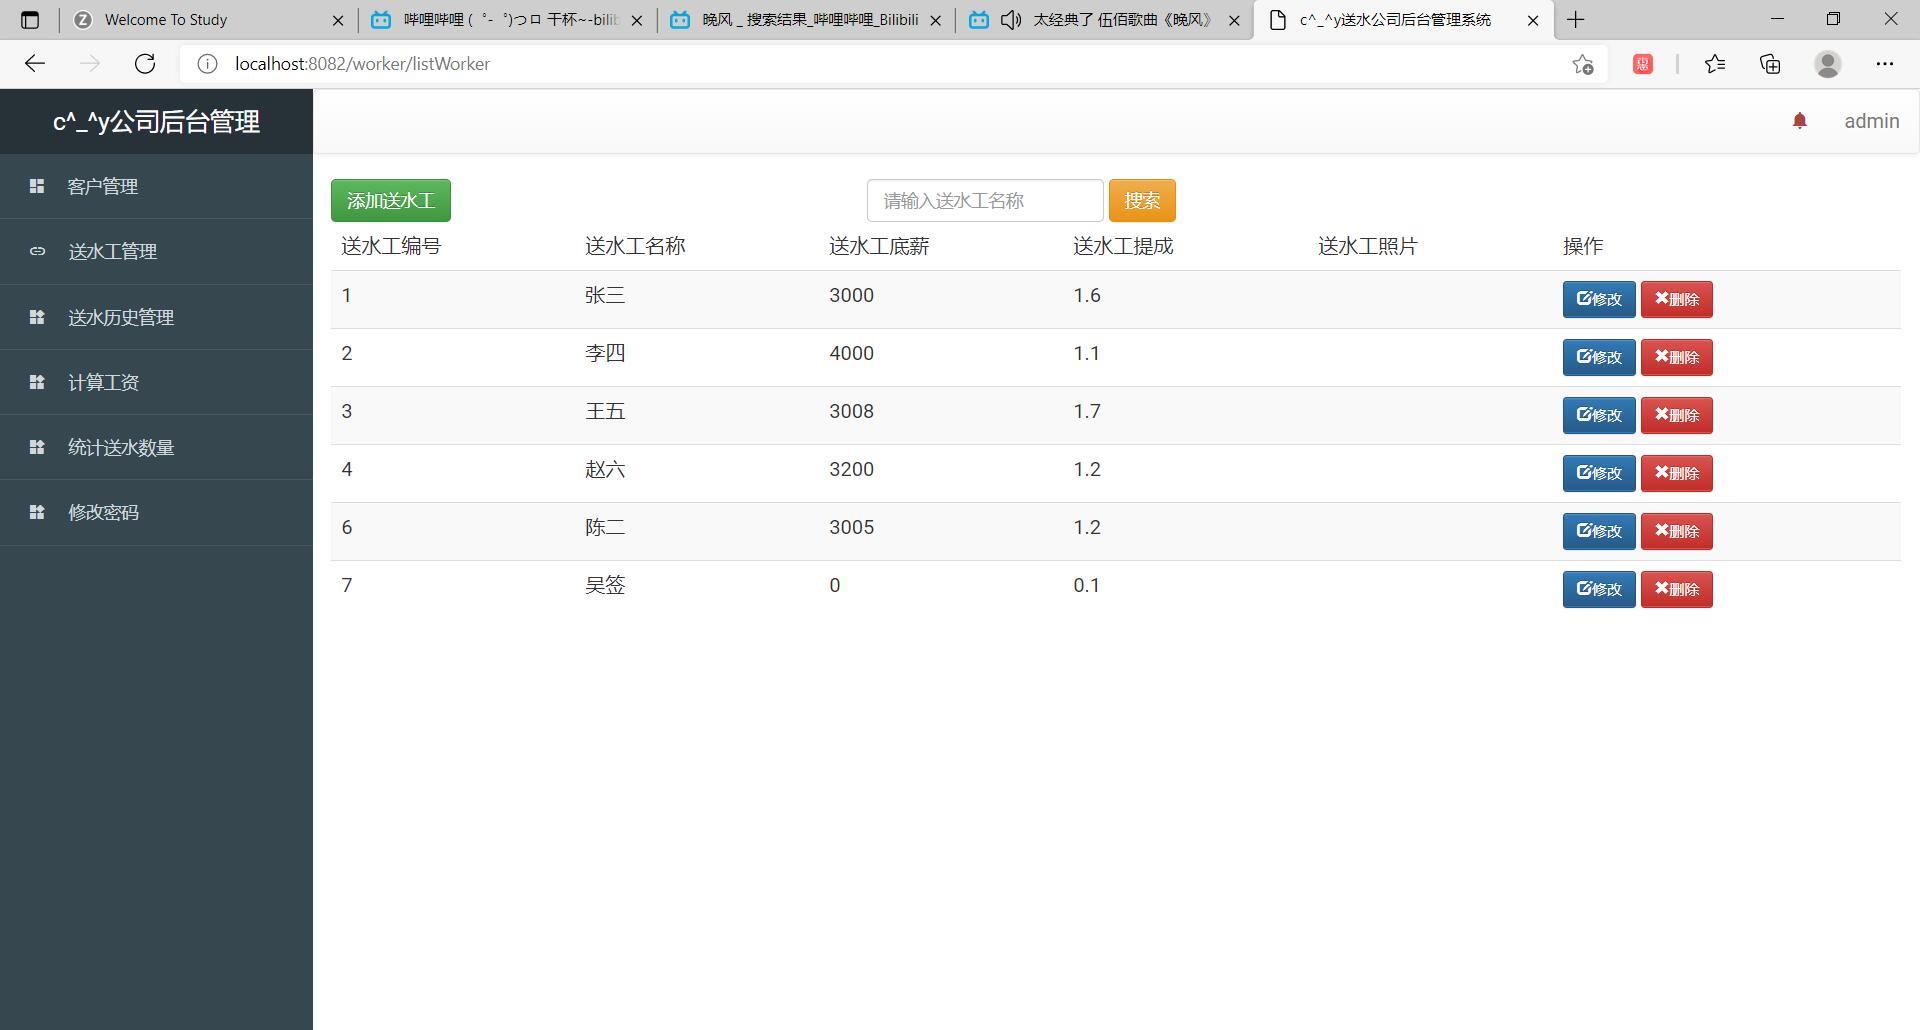 Welcome To Study
哔哩哔哩 (゜-゜)つロ 干杯~-bilib
晚风 _ 搜索结果_哔哩哔哩_Bilibili
太经典了 伍佰歌曲《晚风》
c^_^y送水公司后台管理系统
localhost:8082/worker/listWorker
惠
c^_^y公司后台管理
admin
客户管理
送水工管理
送水历史管理
计算工资
统计送水数量
修改密码
添加送水工
请输入送水工名称
搜索
送水工编号 送水工名称 送水工底薪 送水工提成 送水工照片 操作
1 张三 3000 1.6 修改 删除
2 李四 4000 1.1 修改 删除
3 王五 3008 1.7 修改 删除
4 赵六 3200 1.2 修改 删除
6 陈二 3005 1.2 修改 删除
7 吴签 0 0.1 修改 删除